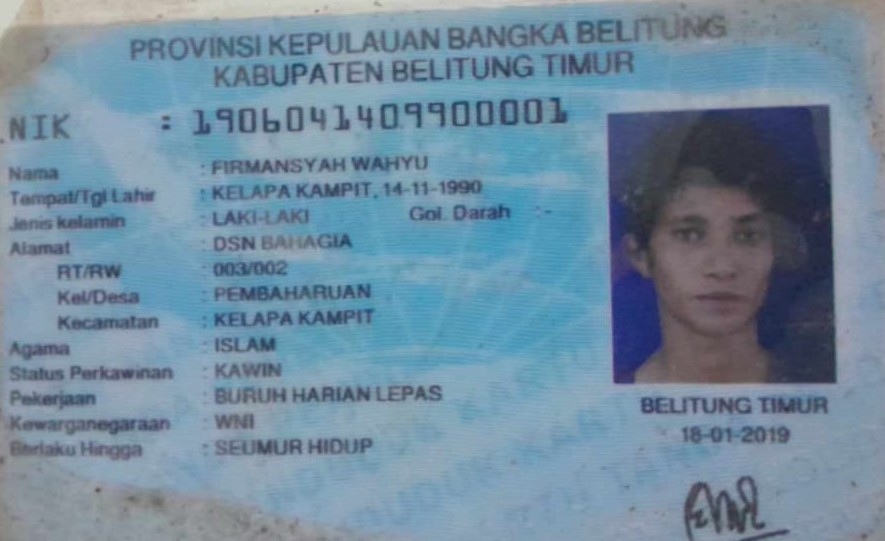 PROVINSI KEPULAUAN BANGKA BELITUNG
KABUPATEN BELITUNG TIMUR
NIK : 1906041409900001
Nama : FIRMANSYAH WAHYU
Tempat/Tgl Lahir : KELAPA KAMPIT, 14-11-1990
Jenis kelamin : LAKI-LAKI Gol. Darah : -
Alamat : DSN BAHAGIA
RT/RW : 003/002
Kel/Desa : PEMBAHARUAN
Kecamatan : KELAPA KAMPIT
Agama : ISLAM
Status Perkawinan : KAWIN
Pekerjaan : BURUH HARIAN LEPAS
Kewarganegaraan : WNI
Berlaku Hingga : SEUMUR HIDUP
BELITUNG TIMUR
18-01-2019